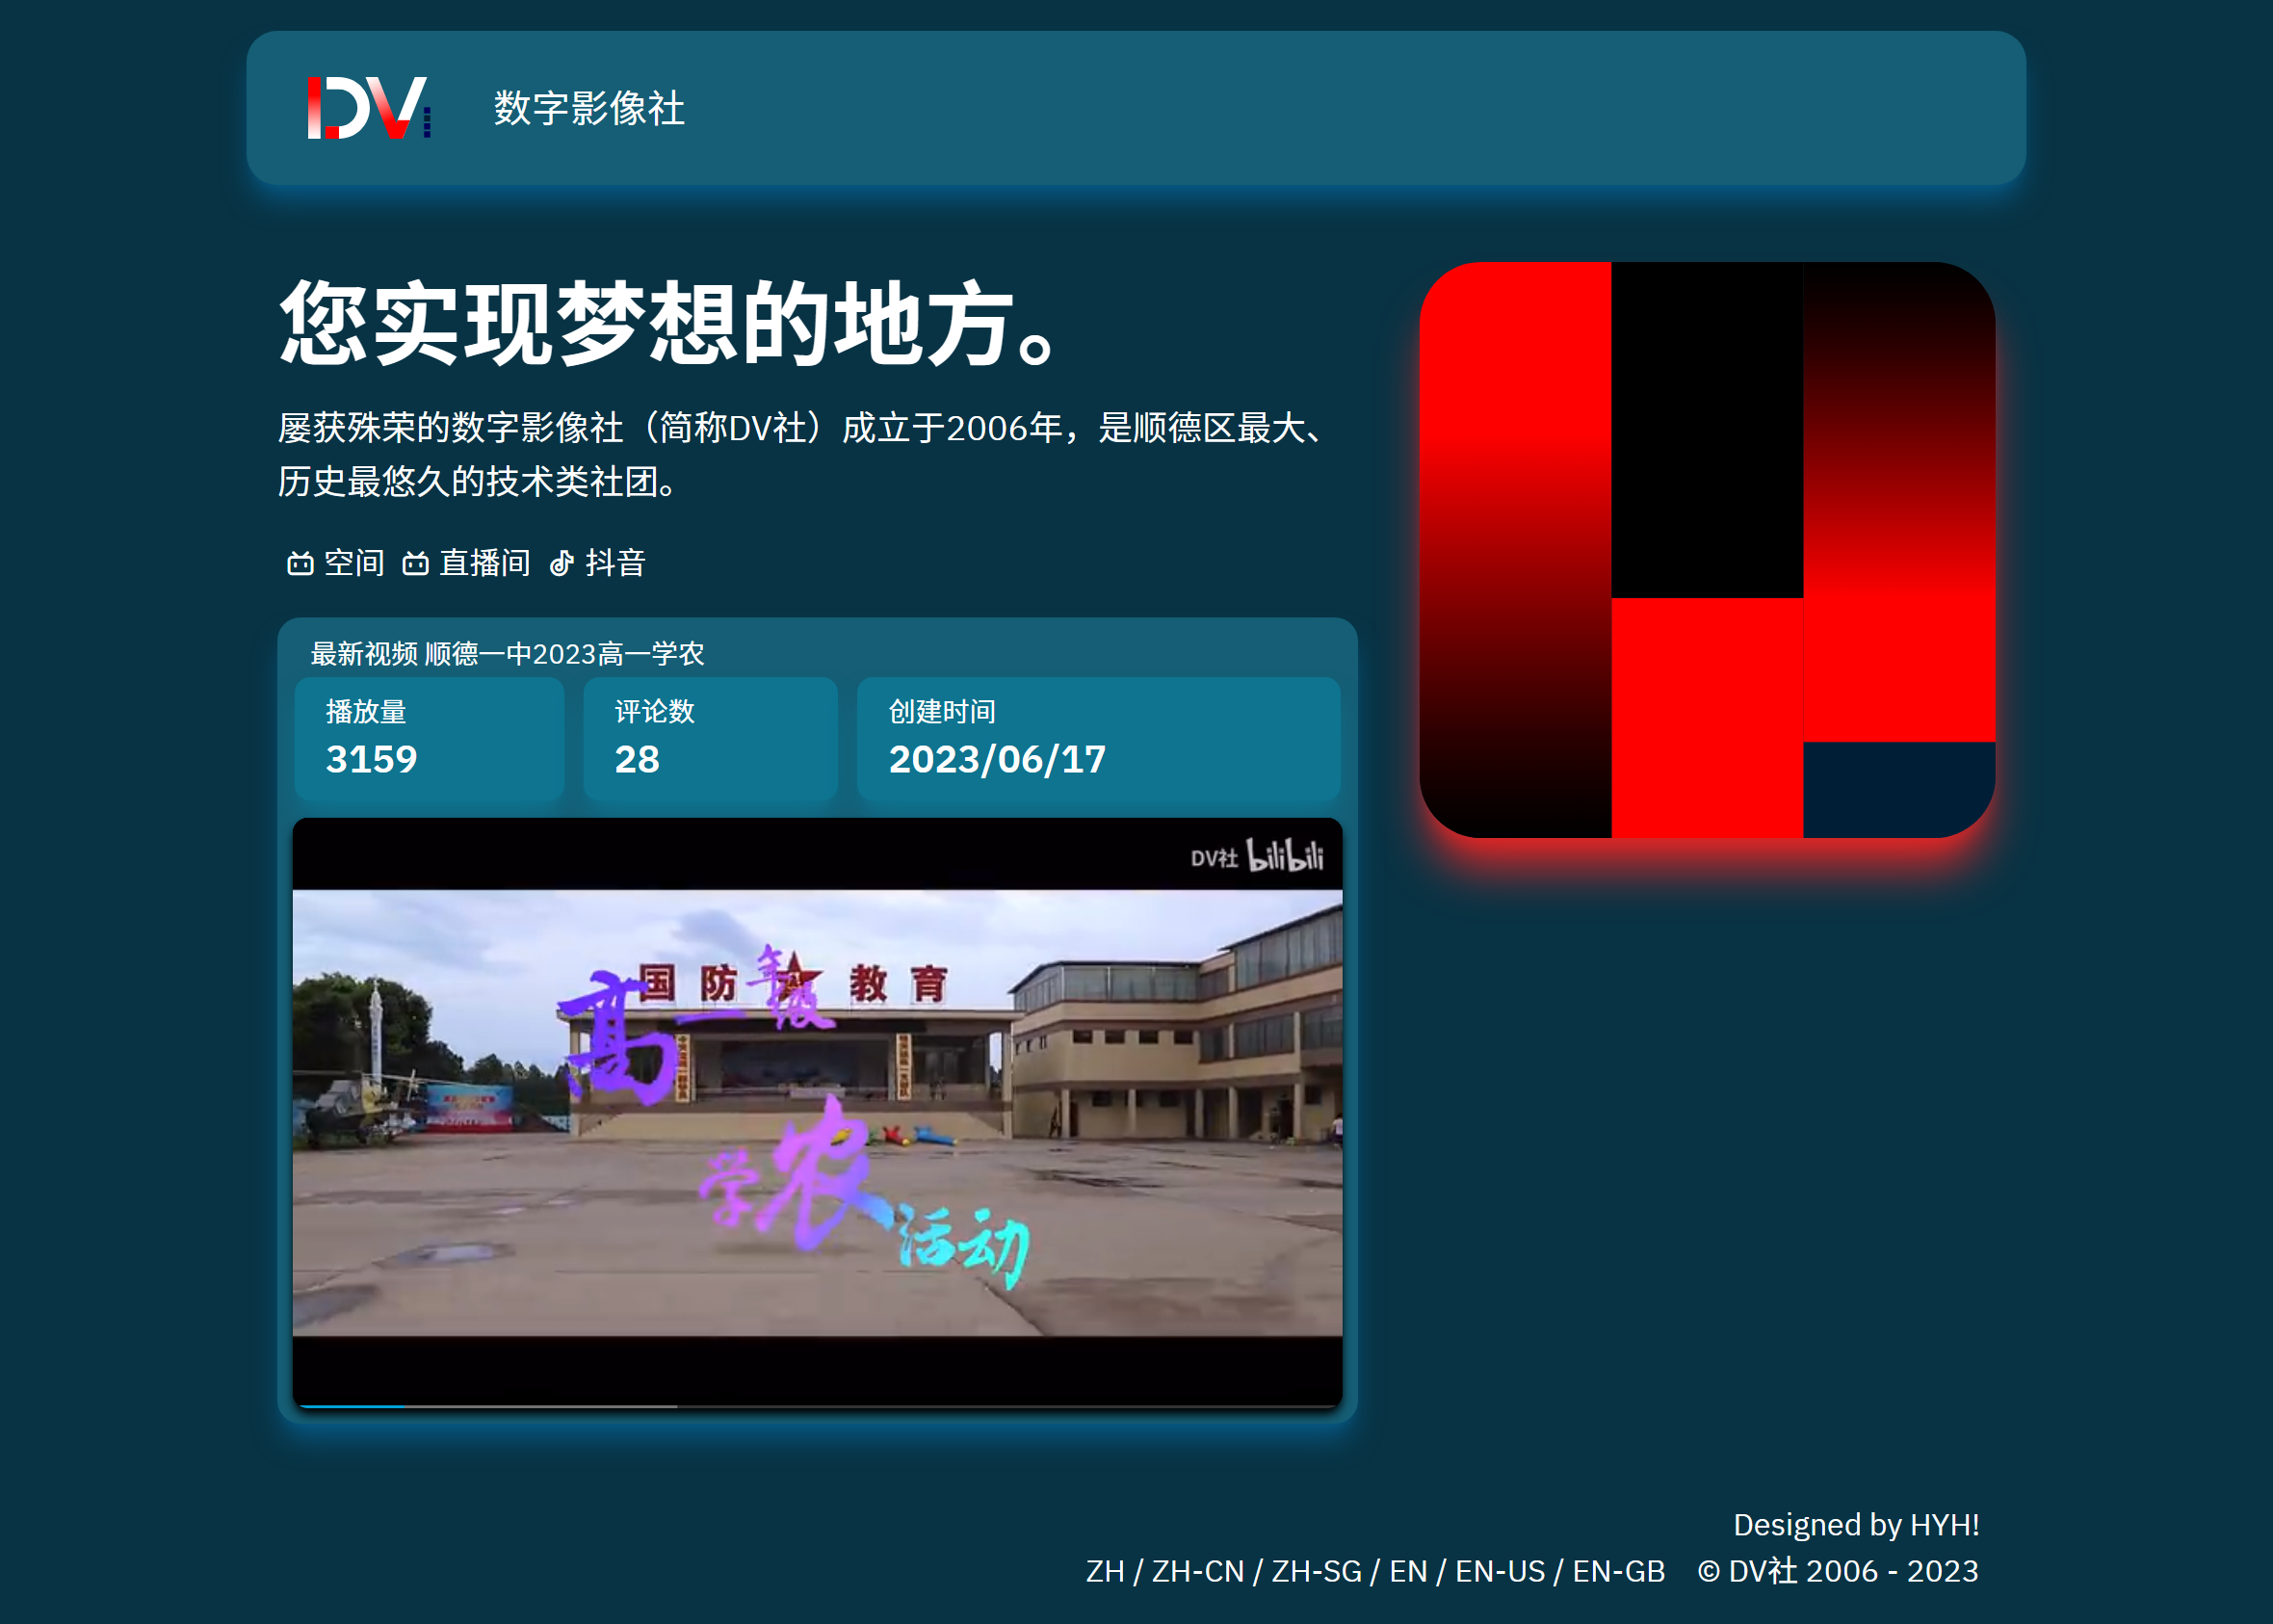 DV
数字影像社
您实现梦想的地方。
屡获殊荣的数字影像社（简称DV社）成立于2006年，是顺德区最大、
历史最悠久的技术类社团。
空间 直播间 抖音
最新视频 顺德一中2023高一学农
播放量 评论数 创建时间
3159 28 2023/06/17
DV社 bilibili
国防教育
高一年级
学农活动
Designed by HYH!
ZH / ZH-CN / ZH-SG / EN / EN-US / EN-GB © DV社 2006 - 2023